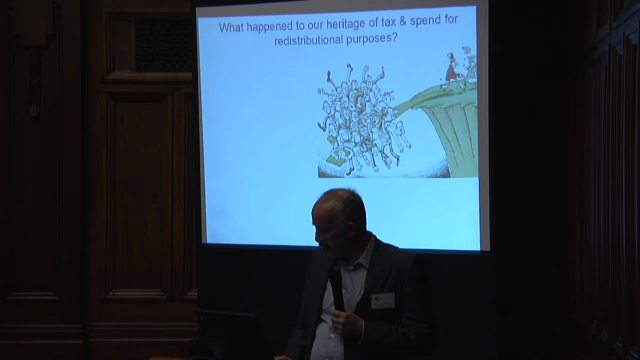 What happened to our heritage of tax & spend for
redistributional purposes?